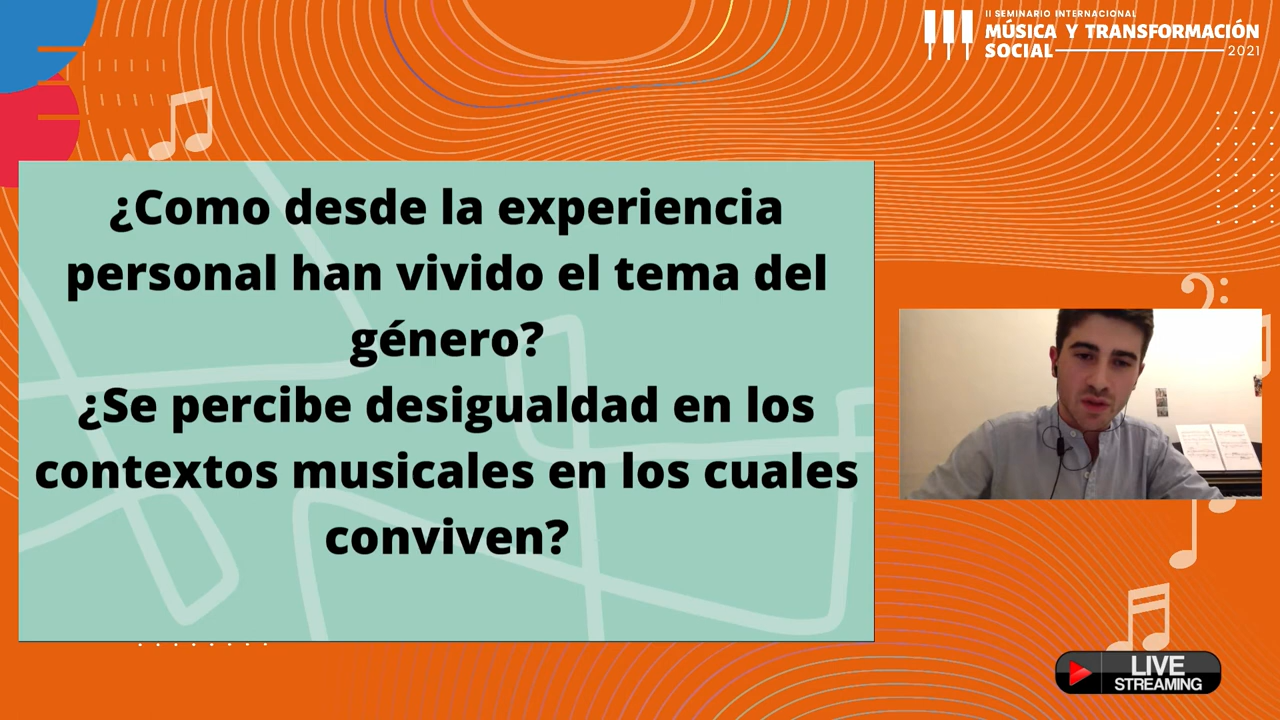 II SEMINARIO INTERNACIONAL
MÚSICA Y TRANSFORMACIÓN
SOCIAL
2021
¿Como desde la experiencia
personal han vivido el tema del
género?
¿Se percibe desigualdad en los
contextos musicales en los cuales
conviven?
LIVE
STREAMING